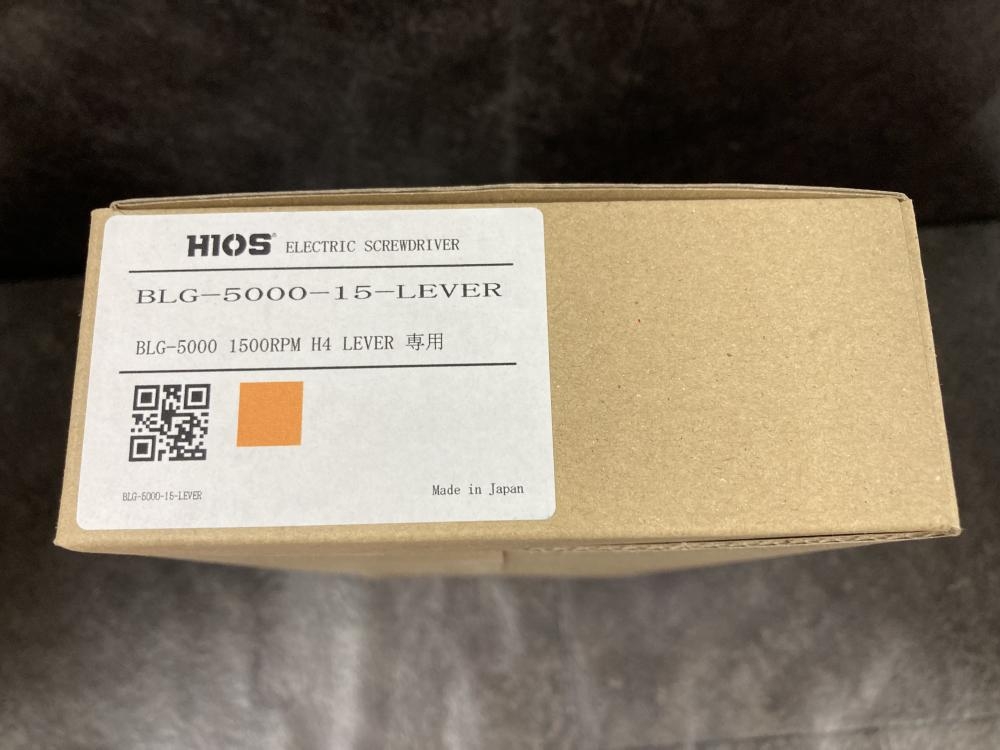 HIOS® ELECTRIC SCREWDRIVER
BLG-5000-15-LEVER
BLG-5000 1500RPM H4 LEVER 専用
BLG-5000-15-LEVER
Made in Japan